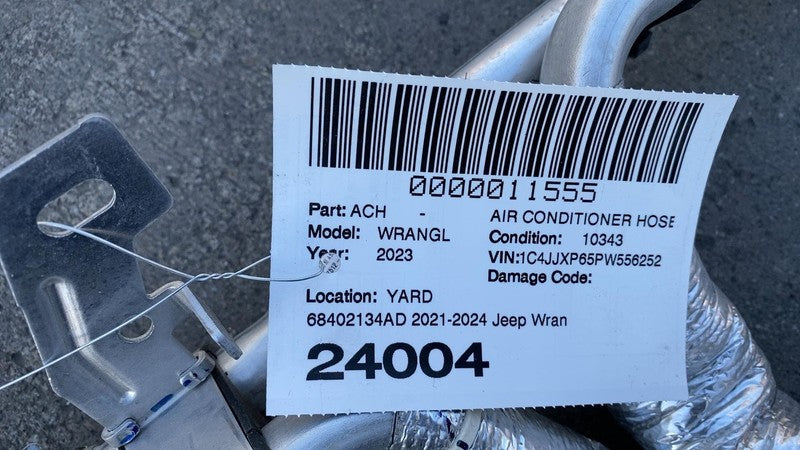 0000011555
Part: ACH - AIR CONDITIONER HOSE
Model: WRANGL Condition: 10343
Year: 2023 VIN:1C4JJXP65PW556252
Damage Code:
Location: YARD
68402134AD 2021-2024 Jeep Wran
24004